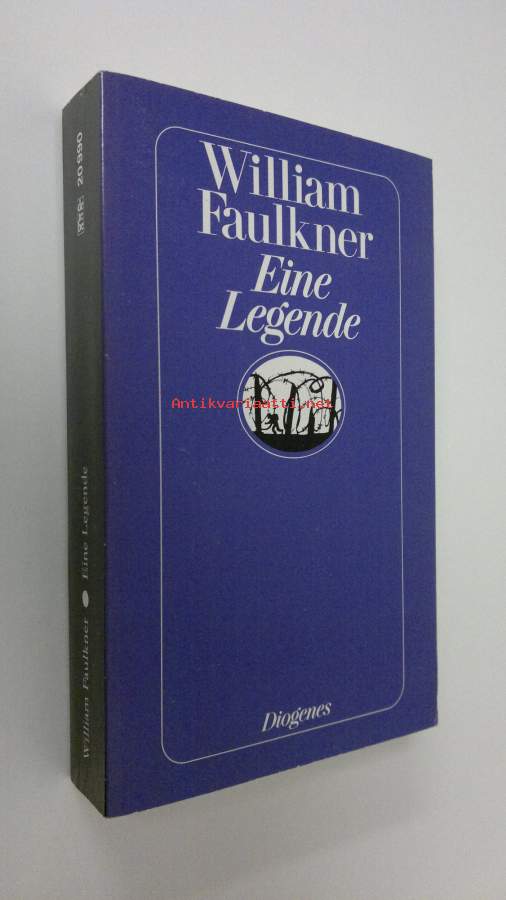 William
Faulkner
Eine
Legende
Antikvariaatti.net
Diogenes
William Faulkner ● Eine Legende
20990